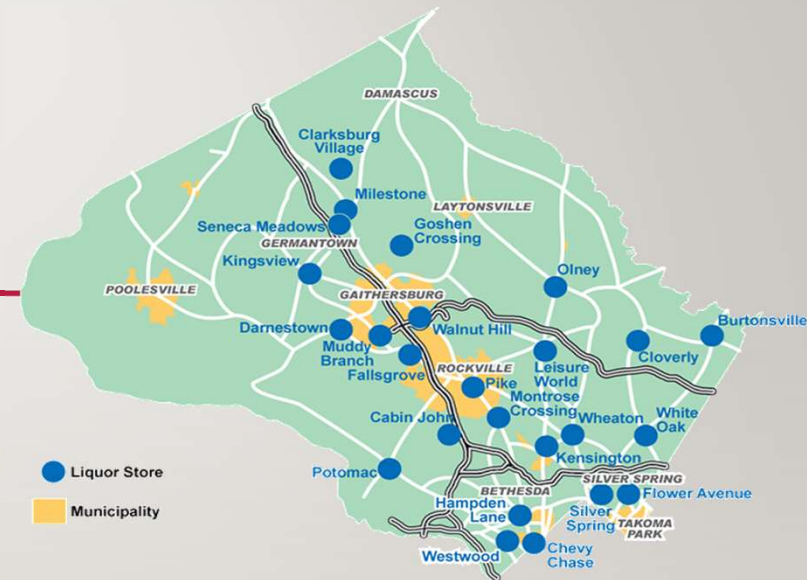 DAMASCUS
Clarksburg
Village
Milestone
LAYTONSVILLE
Seneca Meadows
Goshen
Crossing
GERMANTOWN
Kingsview
Olney
POOLESVILLE
GAITHERSBURG
Darnestown
Walnut Hill
Burtonsville
Muddy
Branch
Cloverly
Fallsgrove
Leisure
World
ROCKVILLE
Pike
Montrose
Crossing
Cabin John
Wheaton
White
Oak
Kensington
Liquor Store
Potomac
SILVER SPRING
BETHESDA
Flower Avenue
Municipality
Hampden
Lane
Silver
Spring
TAKOMA
PARK
Westwood
Chevy
Chase